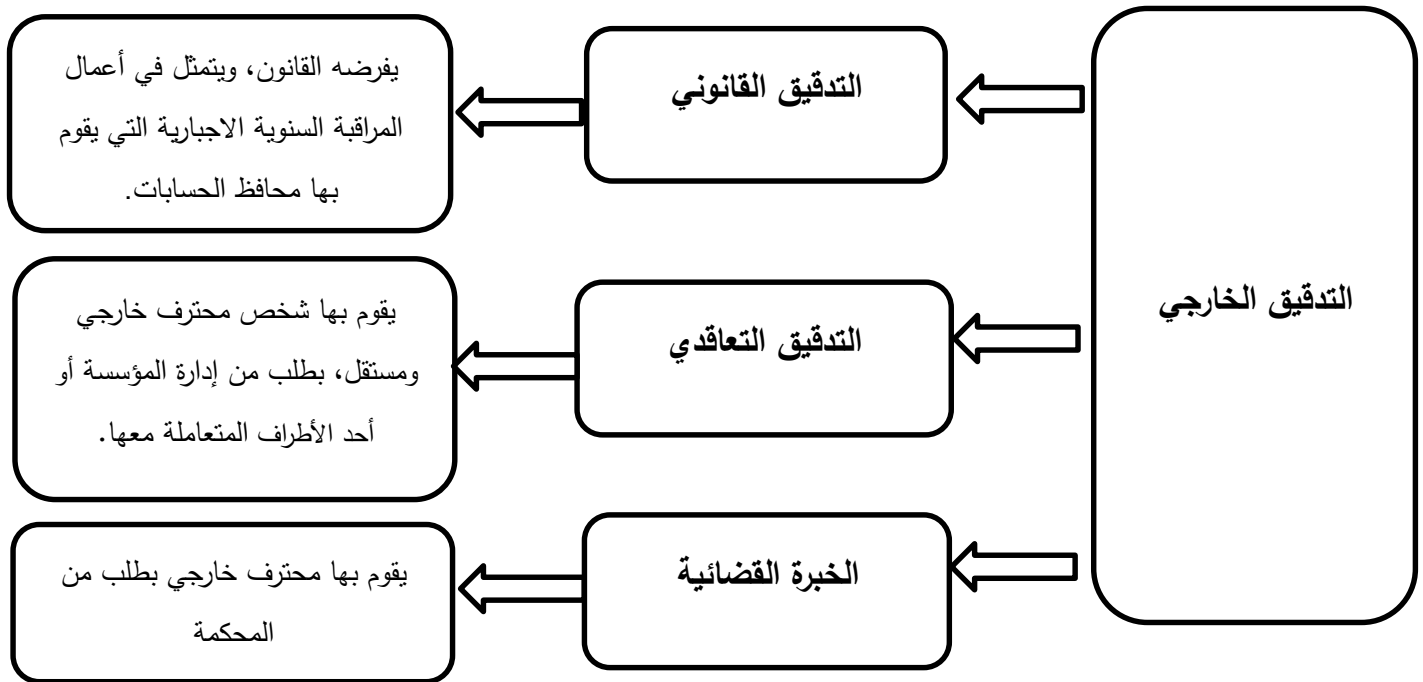 التدقيق الخارجي
التدقيق القانوني
يفرضه القانون، ويتمثل في أعمال
المراقبة السنوية الاجبارية التي يقوم
بها محافظ الحسابات.
التدقيق التعاقدي
يقوم بها شخص محترف خارجي
ومستقل، بطلب من إدارة المؤسسة أو
أحد الأطراف المتعاملة معها.
الخبرة القضائية
يقوم بها محترف خارجي بطلب من
المحكمة